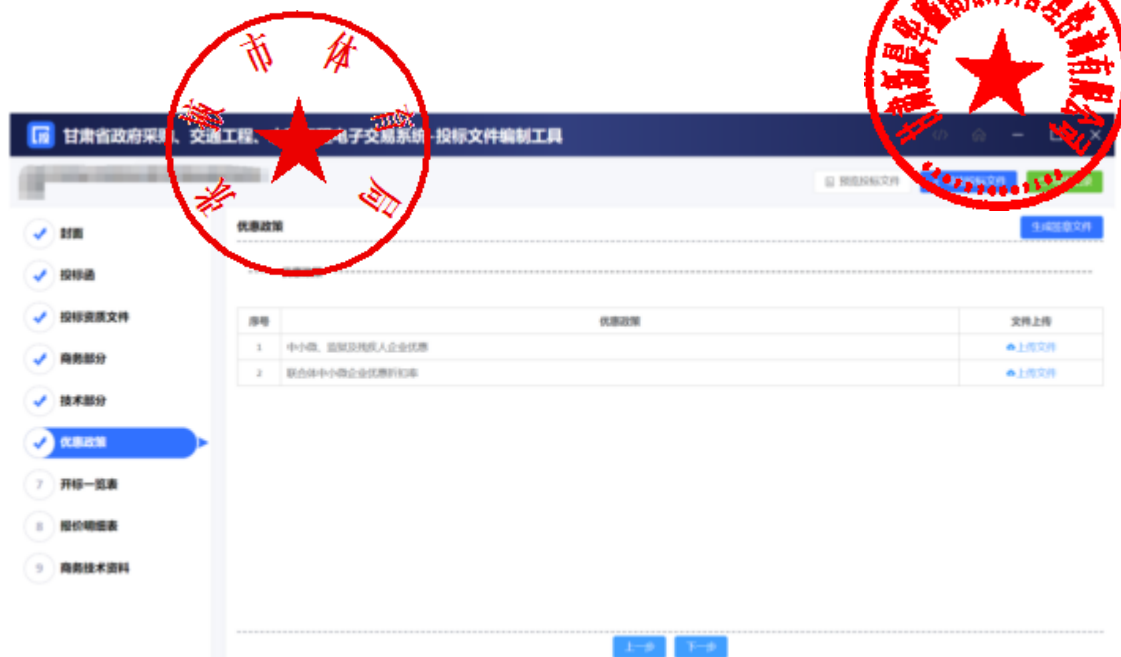 市 体
甘肃省政府采购、交通工程、 电子交易系统-投标文件编制工具
预览投标文件
优惠政策
生成签章文件
封面
投标函
投标资质文件
商务部分
技术部分
优惠政策
7 开标一览表
8 报价明细表
9 商务技术资料
序号 优惠政策 文件上传
1 中小微、监狱及残疾人企业优惠 上传文件
2 联合体中小微企业优惠折扣率 上传文件
上一步 下一步